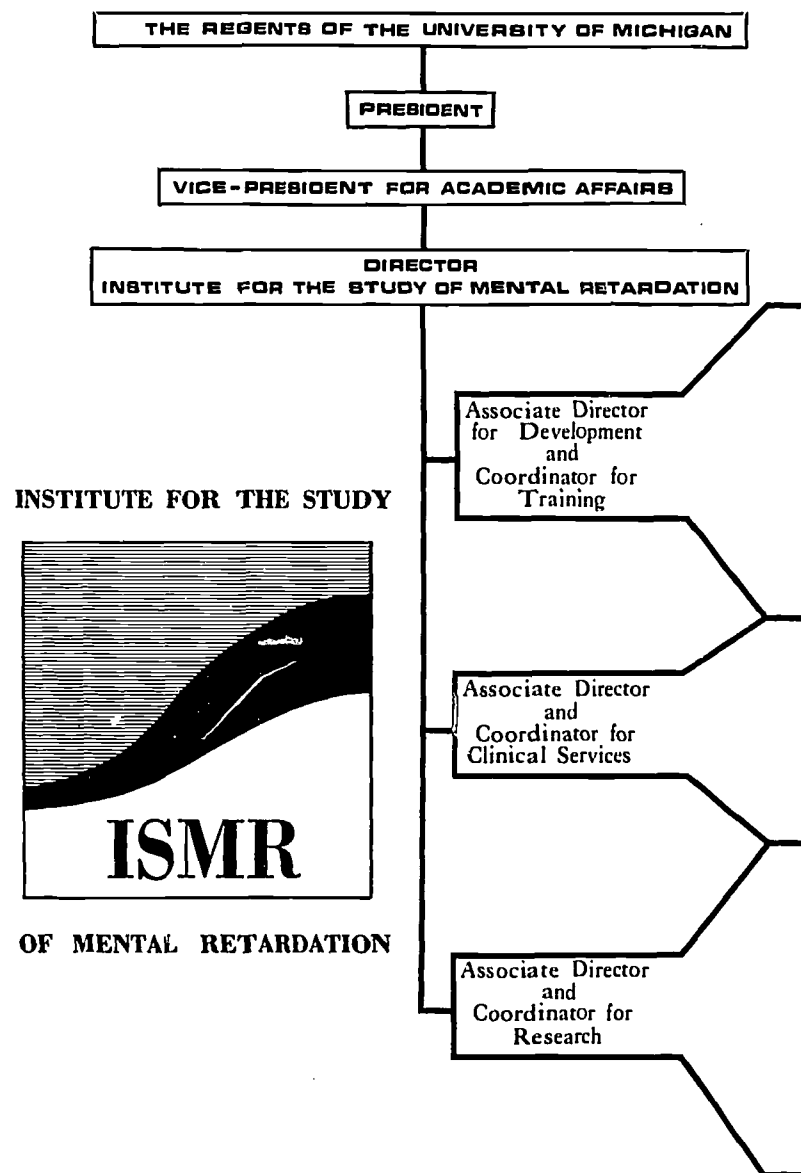 THE REGENTS OF THE UNIVERSITY OF MICHIGAN
PRESIDENT
VICE-PRESIDENT FOR ACADEMIC AFFAIRS
DIRECTOR
INSTITUTE FOR THE STUDY OF MENTAL RETARDATION
Associate Director
for Development
and
Coordinator for
Training
INSTITUTE FOR THE STUDY
ISMR
OF MENTAL RETARDATION
Associate Director
and
Coordinator for
Clinical Services
Associate Director
and
Coordinator for
Research